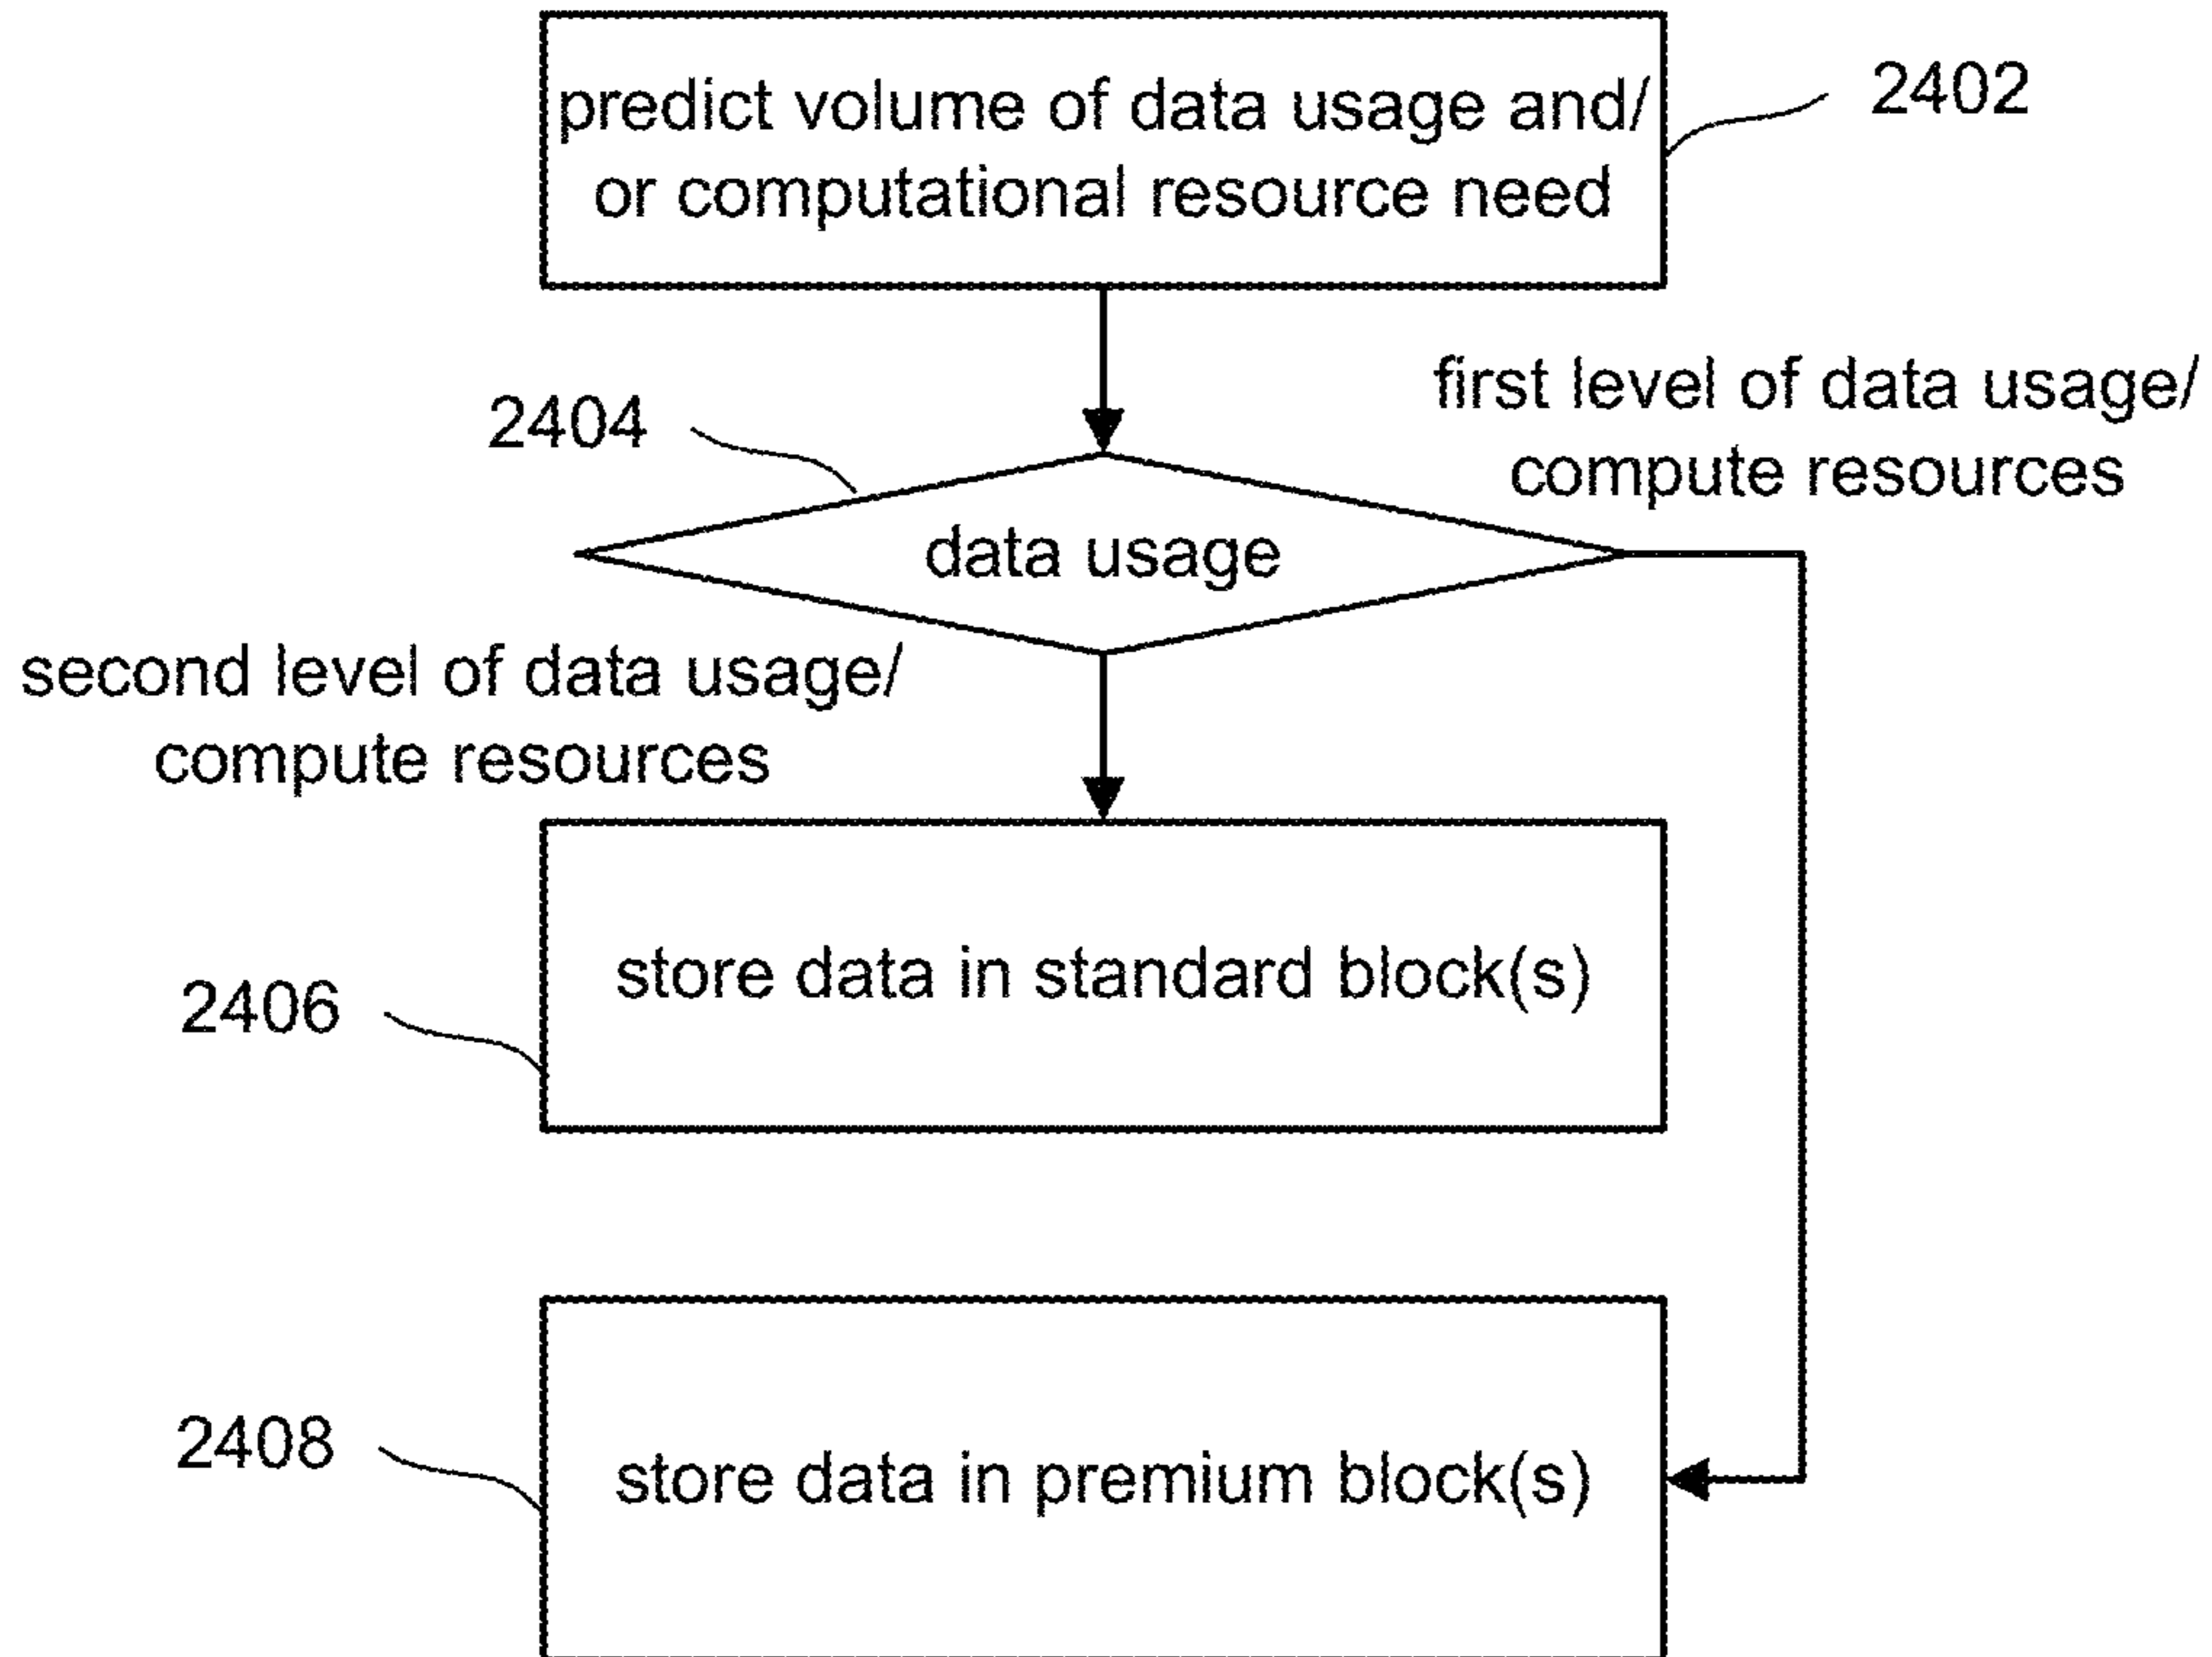 predict volume of data usage and/
or computational resource need
2402
first level of data usage/
compute resources
2404
data usage
second level of data usage/
compute resources
store data in standard block(s)
2406
store data in premium block(s)
2408